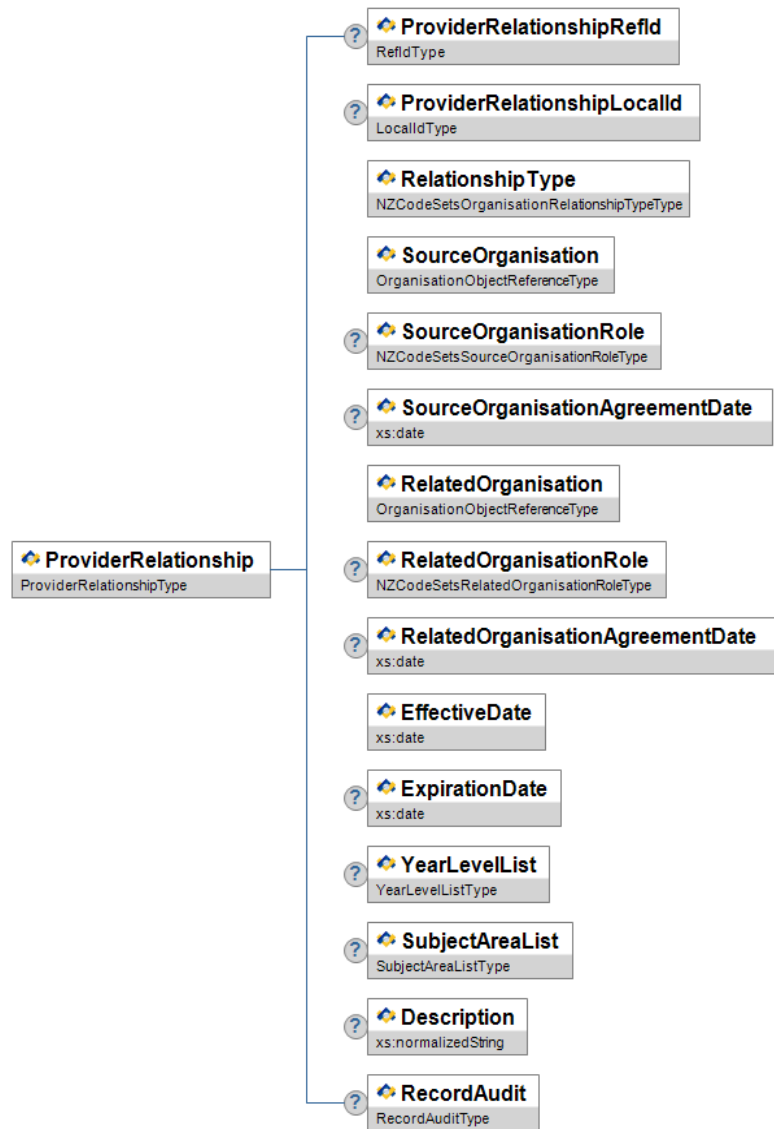 ?
ProviderRelationshipRefId
RefIdType
?
ProviderRelationshipLocalId
LocalIdType
RelationshipType
NZCodeSetsOrganisationRelationshipTypeType
SourceOrganisation
OrganisationObjectReferenceType
?
SourceOrganisationRole
NZCodeSetsSourceOrganisationRoleType
?
SourceOrganisationAgreementDate
xs:date
RelatedOrganisation
OrganisationObjectReferenceType
ProviderRelationship
ProviderRelationshipType
?
RelatedOrganisationRole
NZCodeSetsRelatedOrganisationRoleType
?
RelatedOrganisationAgreementDate
xs:date
EffectiveDate
xs:date
?
ExpirationDate
xs:date
?
YearLevelList
YearLevelListType
?
SubjectAreaList
SubjectAreaListType
?
Description
xs:normalizedString
?
RecordAudit
RecordAuditType